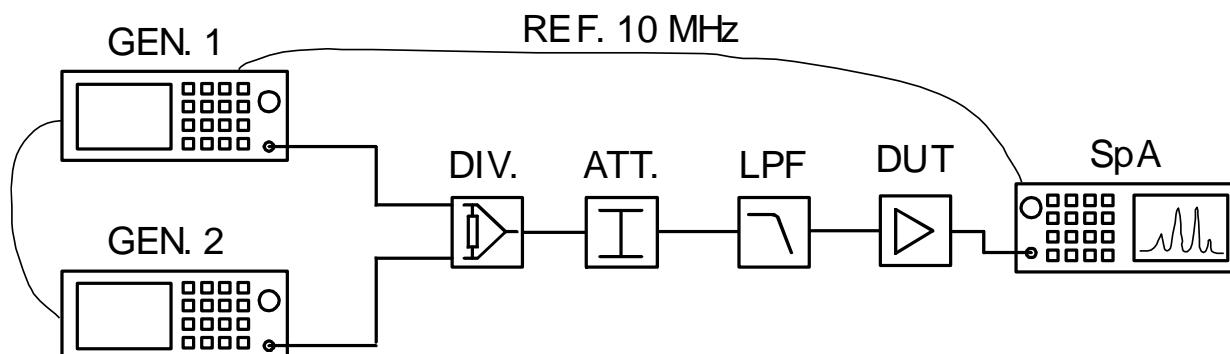 REF. 10 MHz
GEN. 1
DIV.
ATT.
LPF
DUT
SpA
GEN. 2